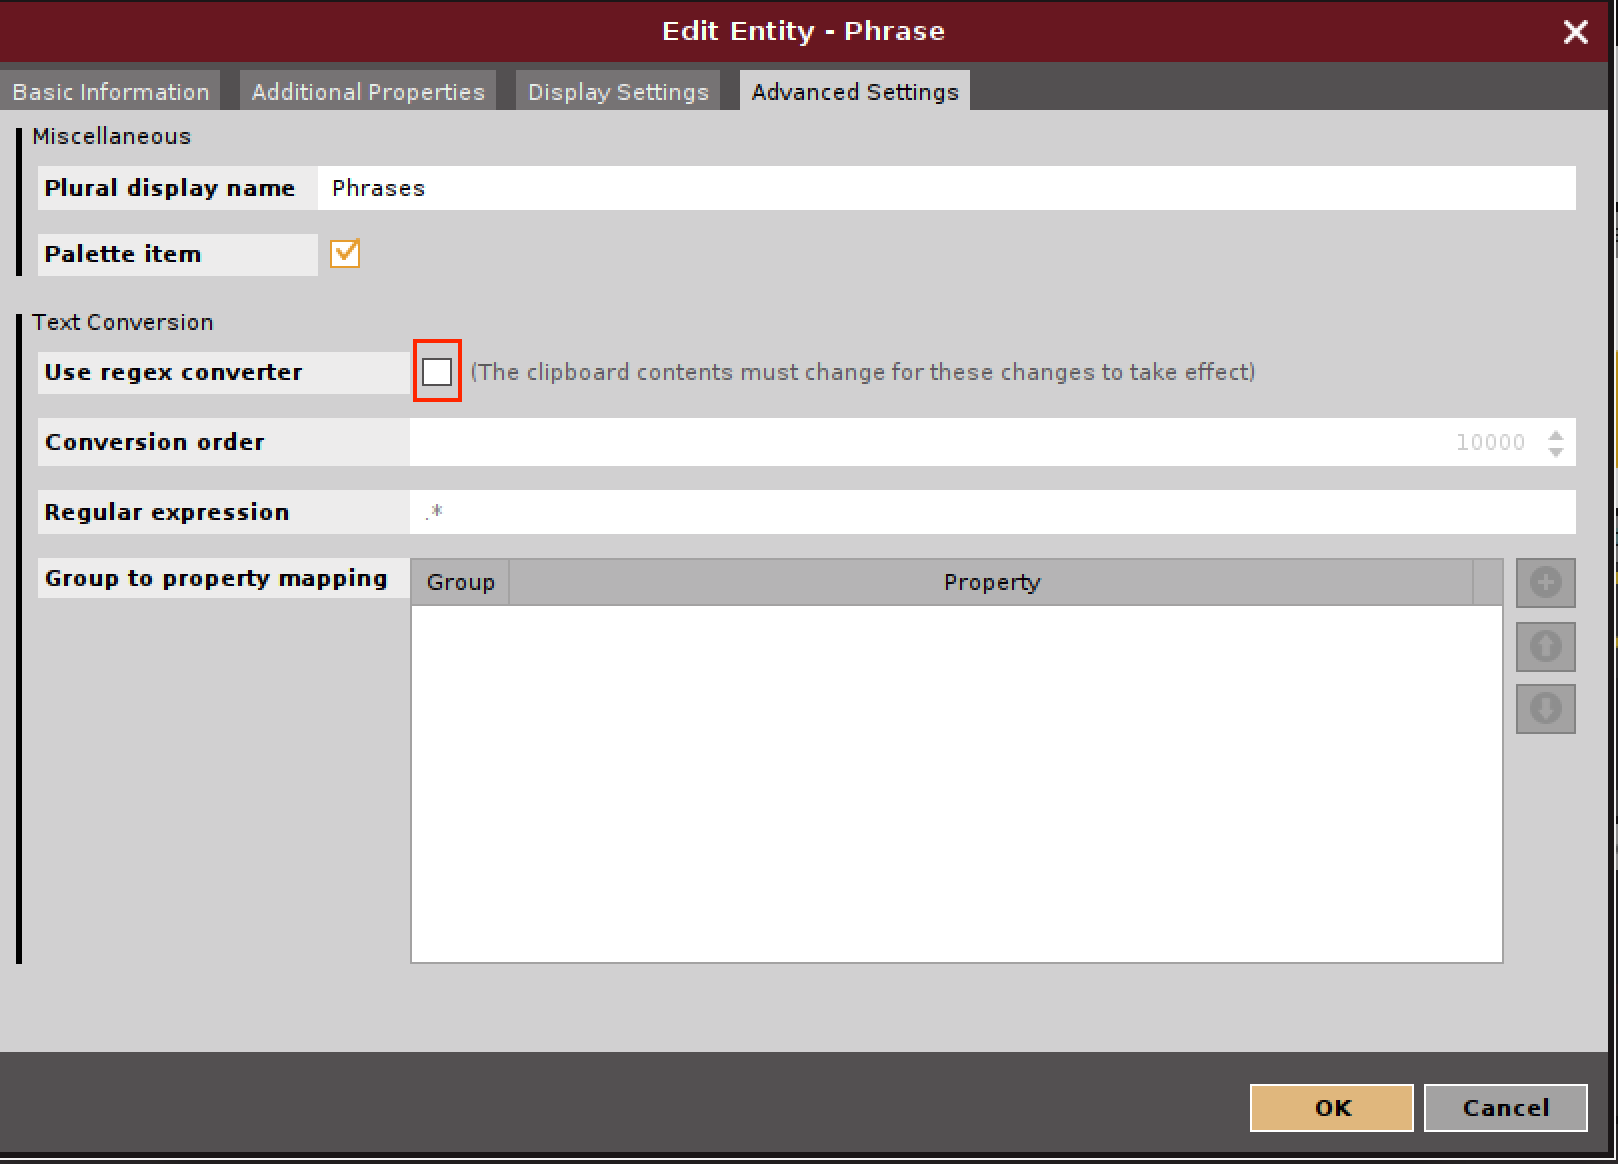 Edit Entity - Phrase
Basic Information Additional Properties Display Settings Advanced Settings
Miscellaneous
Plural display name Phrases
Palette item
Text Conversion
Use regex converter (The clipboard contents must change for these changes to take effect)
Conversion order 10000
Regular expression .*
Group to property mapping Group Property
OK Cancel